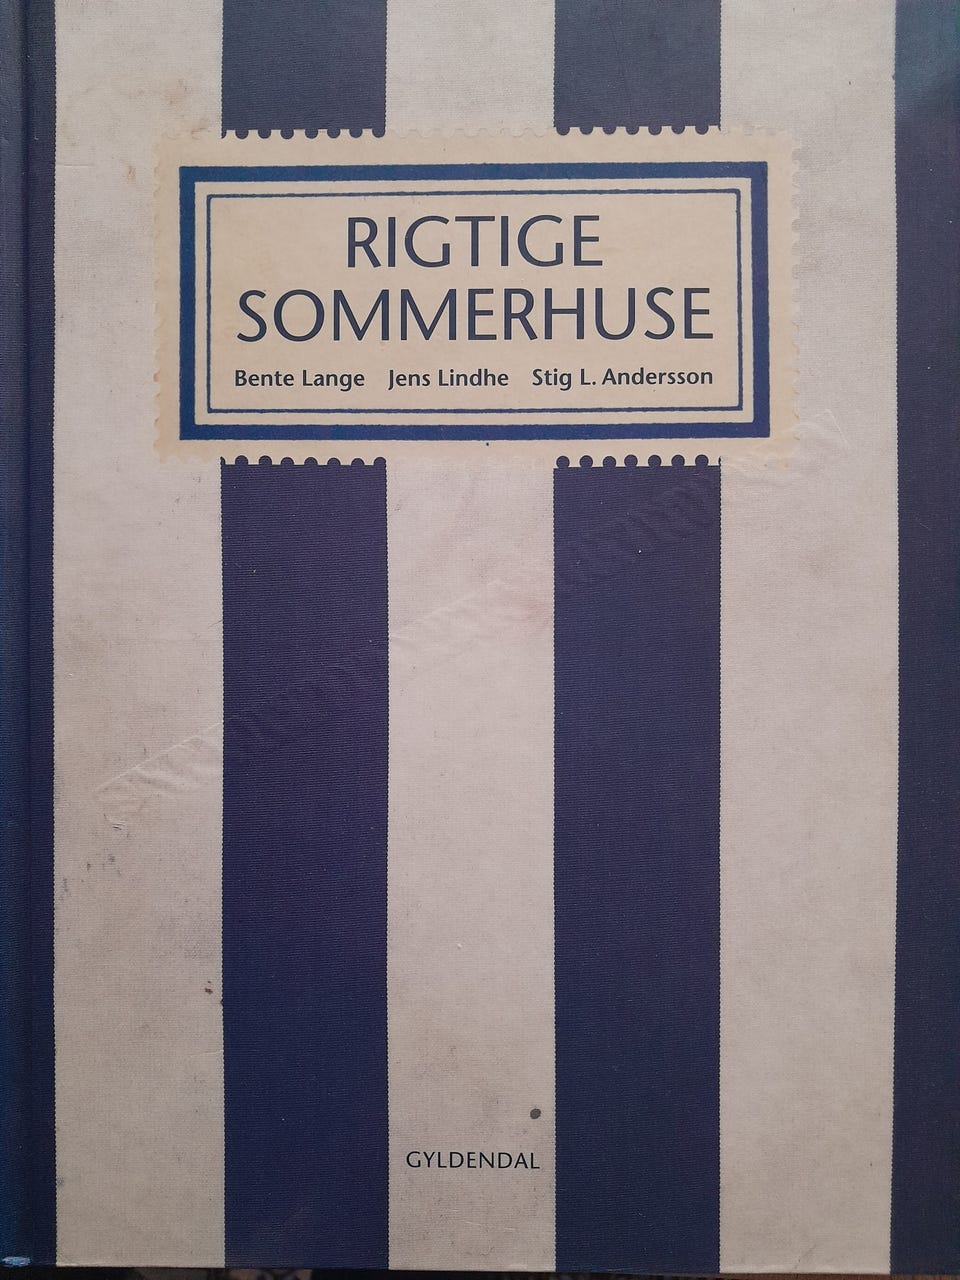 RIGTIGE
SOMMERHUSE
Bente Lange Jens Lindhe Stig L. Andersson
GYLDENDAL